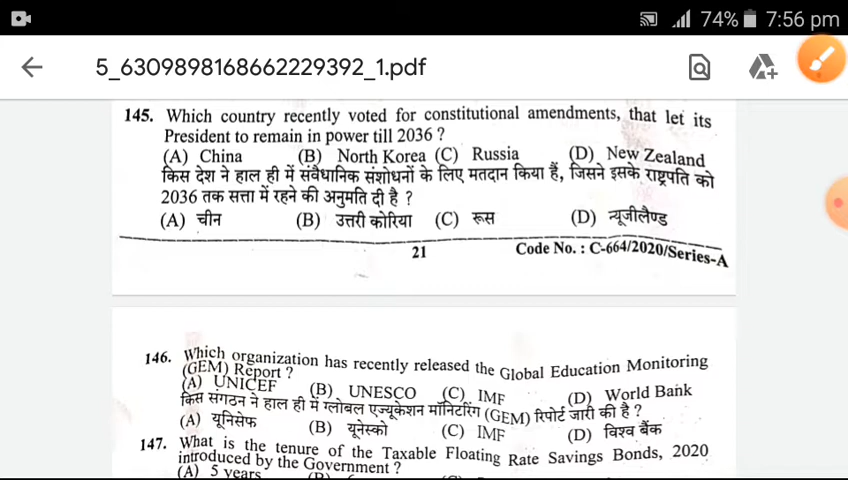 74% 7:56 pm
5_6309898168662229392_1.pdf
145. Which country recently voted for constitutional amendments, that let its
President to remain in power till 2036 ?
(A) China (B) North Korea (C) Russia (D) New Zealand
किस देश ने हाल ही में संवैधानिक संशोधनों के लिए मतदान किया हैं, जिसने इसके राष्ट्रपति को
2036 तक सत्ता में रहने की अनुमति दी है ?
(A) चीन (B) उत्तरी कोरिया (C) रूस (D) न्यूजीलैण्ड
21 Code No. : C-664/2020/Series-A
146. Which organization has recently released the Global Education Monitoring
(GEM) Report ?
(A) UNICEF (B) UNESCO (C) IMF (D) World Bank
किस संगठन ने हाल ही में ग्लोबल एज्यूकेशन मॉनिटरिंग (GEM) रिपोर्ट जारी की है ?
(A) यूनिसेफ (B) यूनेस्को (C) IMF (D) विश्व बैंक
147. What is the tenure of the Taxable Floating Rate Savings Bonds, 2020
introduced by the Government ?
(A) 5 years